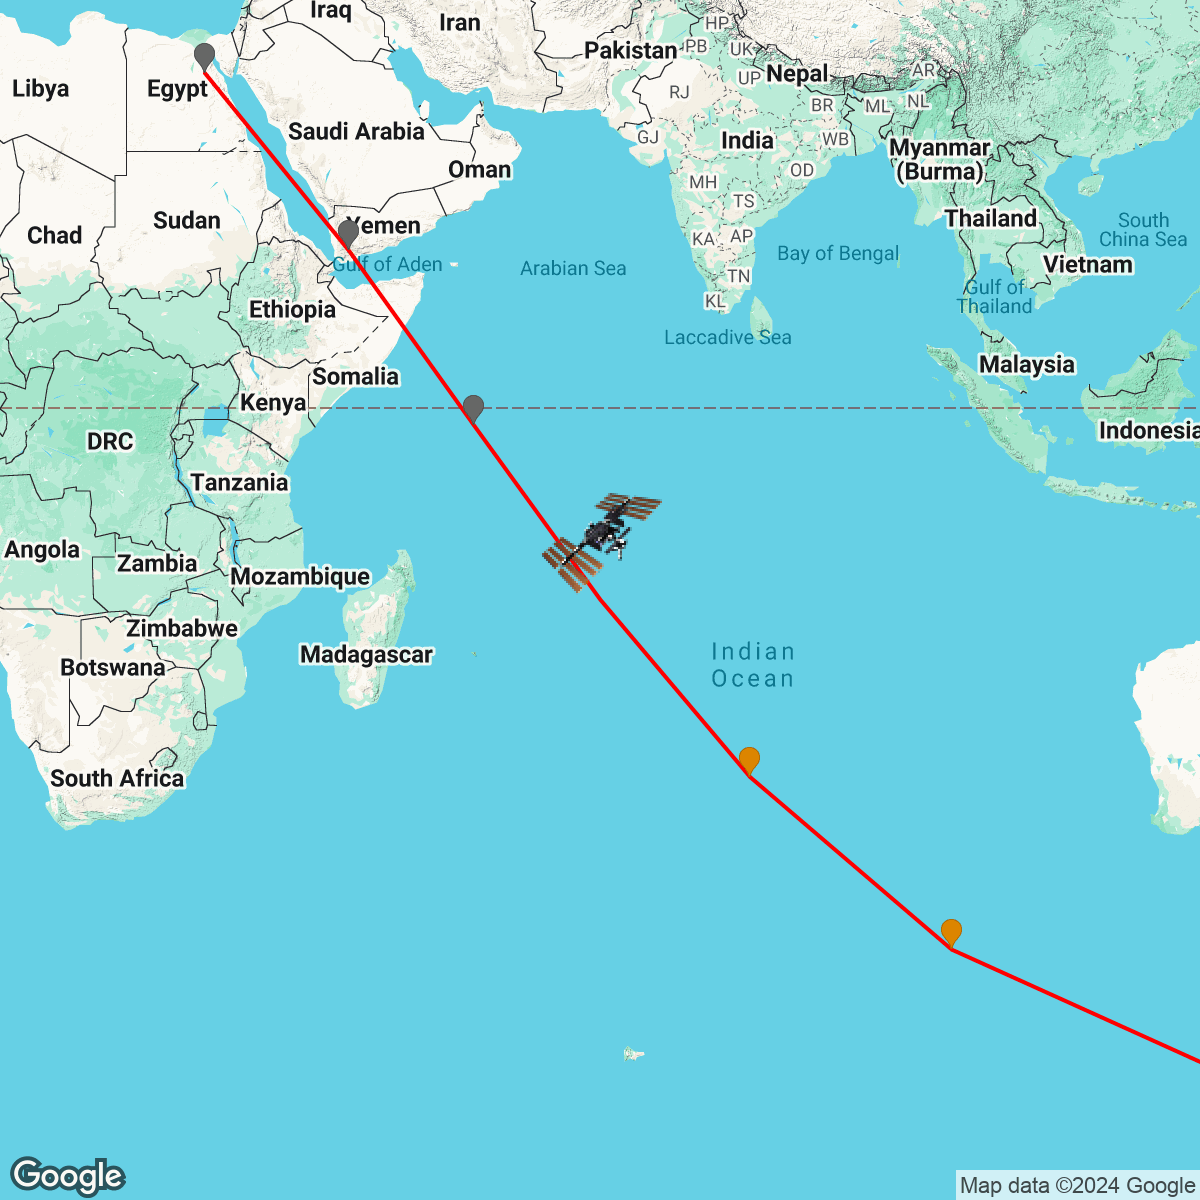 Iraq
Iran
HP
Pakistan
PB
UK
Nepal
AR
Libya
Egypt
RJ
UP
BR
ML
NL
Saudi Arabia
GJ
India
WB
Myanmar
(Burma)
Oman
MH
OD
TS
Thailand
South
China Sea
Sudan
Yemen
Chad
KA
AP
Bay of Bengal
Vietnam
Gulf of Aden
Arabian Sea
TN
Gulf of
Thailand
KL
Ethiopia
Laccadive Sea
Malaysia
Somalia
Kenya
DRC
Indonesia
Tanzania
Angola
Zambia
Mozambique
Zimbabwe
Madagascar
Botswana
Indian
Ocean
South Africa
Google
Map data ©2024 Google